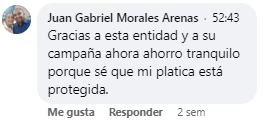 Juan Gabriel Morales Arenas · 52:43
Gracias a esta entidad y a su
campaña ahora ahorro tranquilo
porque sé que mi platica está
protegida.
Me gusta Responder 2 sem